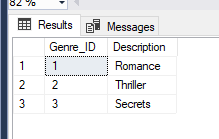 82 %
Results Messages
Genre_ID Description
1 1 Romance
2 2 Thriller
3 3 Secrets